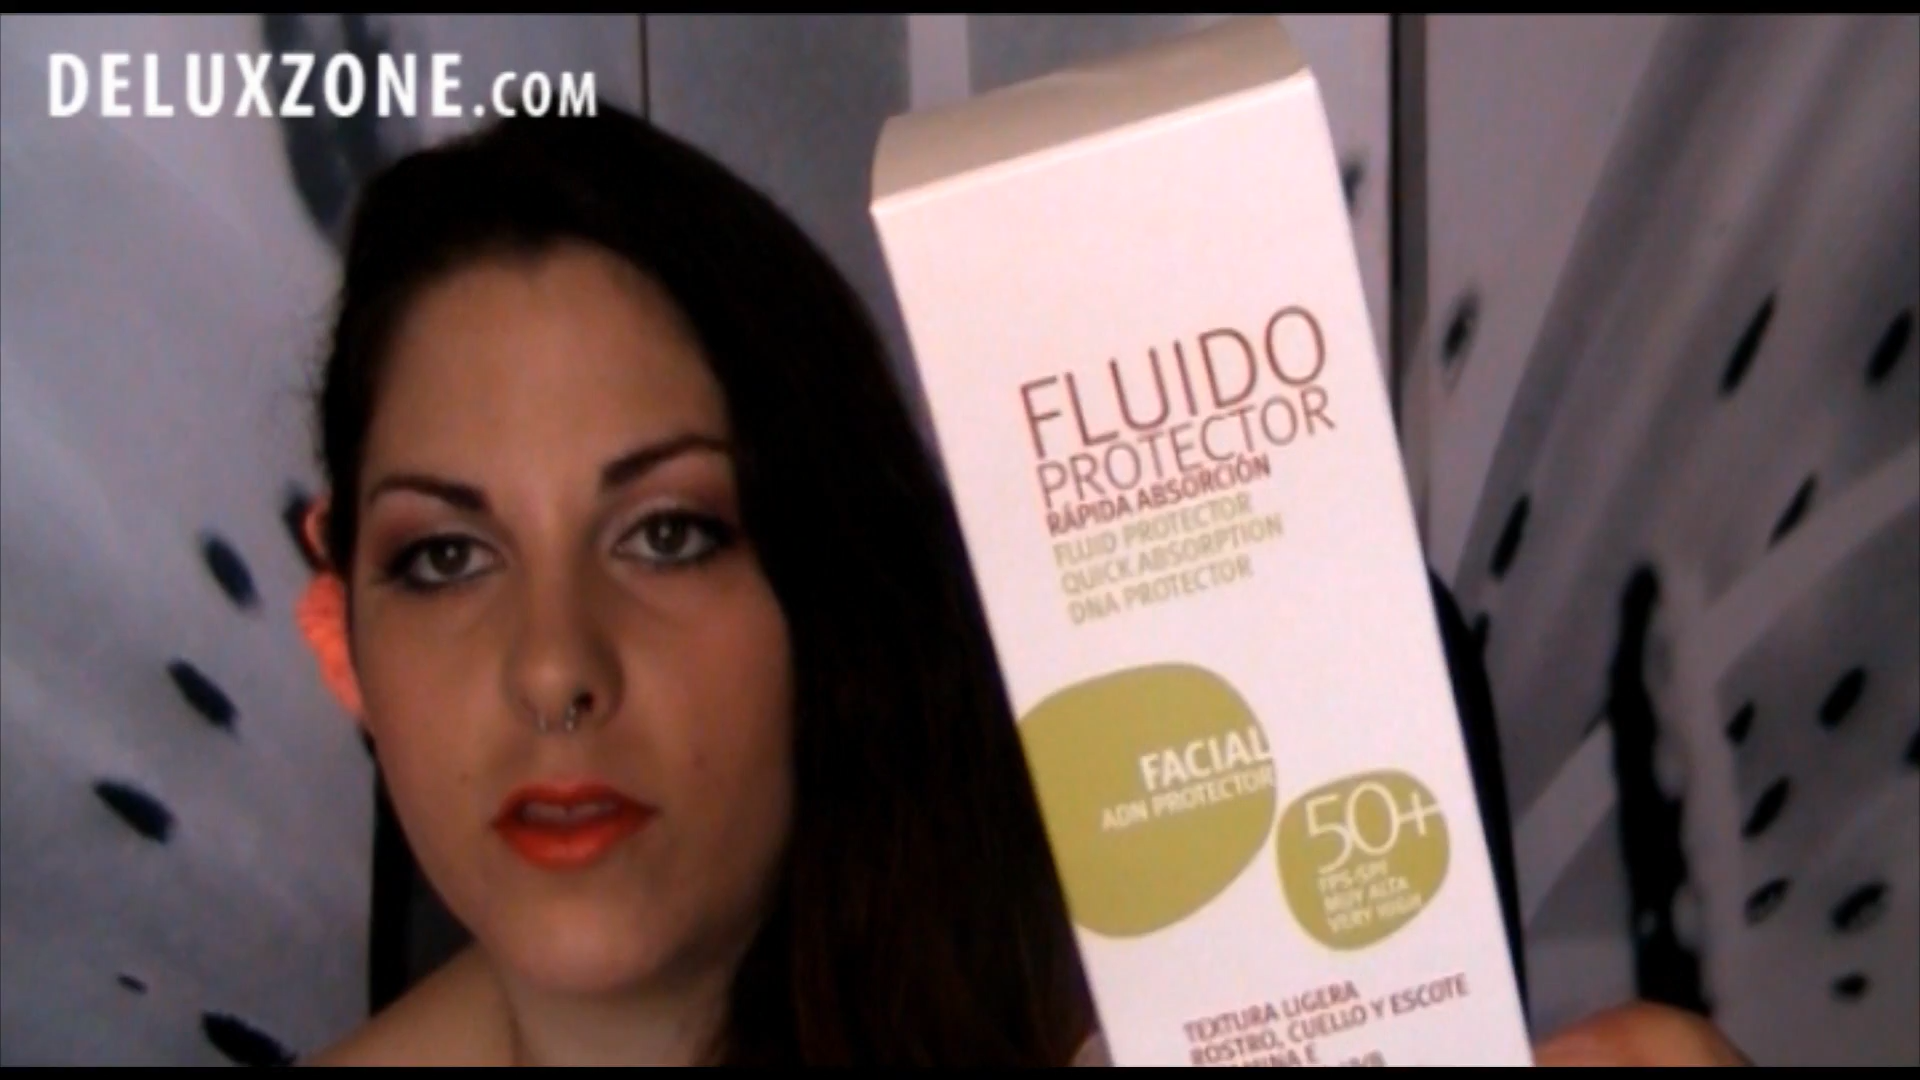 DELUXZONE.COM
FLUIDO
PROTECTOR
RÁPIDA ABSORCIÓN
FLUID PROTECTOR
QUICK ABSORPTION
DNA PROTECTOR
FACIAL
ADN PROTECTOR
50+
FPS/SPF
MUY ALTA
VERY HIGH
TEXTURA LIGERA
ROSTRO, CUELLO Y ESCOTE